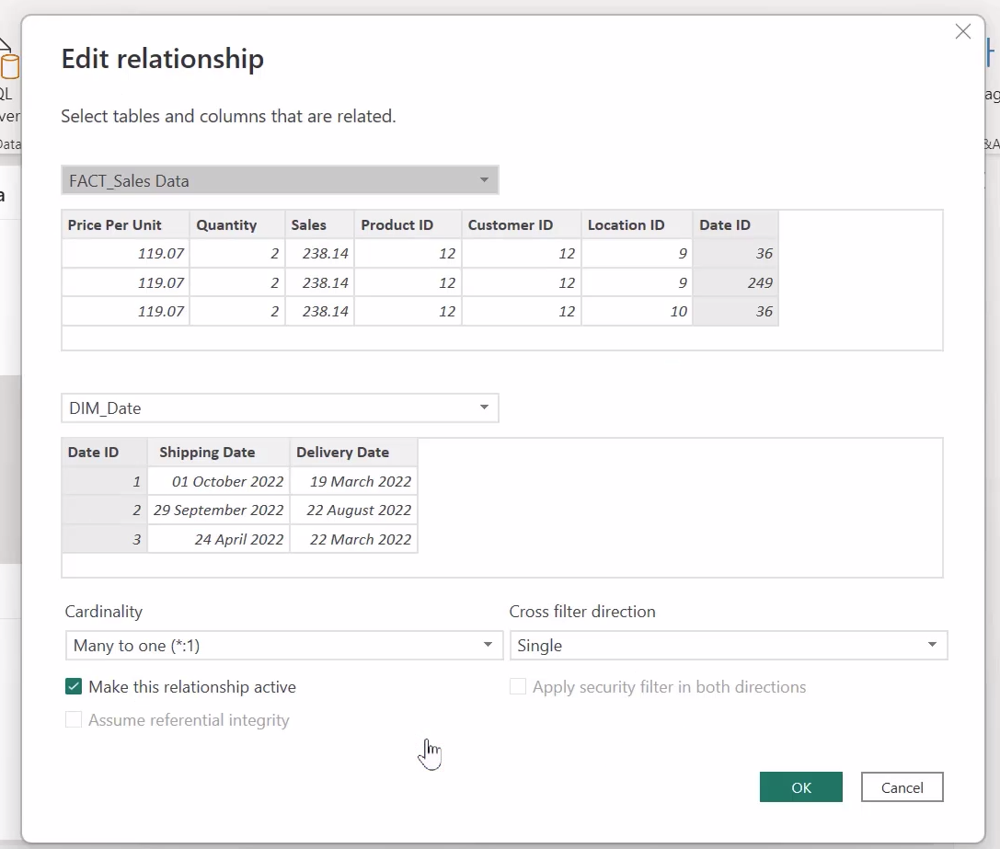 Edit relationship
Select tables and columns that are related.
FACT_Sales Data
Price Per Unit Quantity Sales Product ID Customer ID Location ID Date ID
119.07 2 238.14 12 12 9 36
119.07 2 238.14 12 12 9 249
119.07 2 238.14 12 12 10 36
DIM_Date
Date ID Shipping Date Delivery Date
1 01 October 2022 19 March 2022
2 29 September 2022 22 August 2022
3 24 April 2022 22 March 2022
Cardinality Cross filter direction
Many to one (*:1) Single
Make this relationship active Apply security filter in both directions
Assume referential integrity
OK Cancel